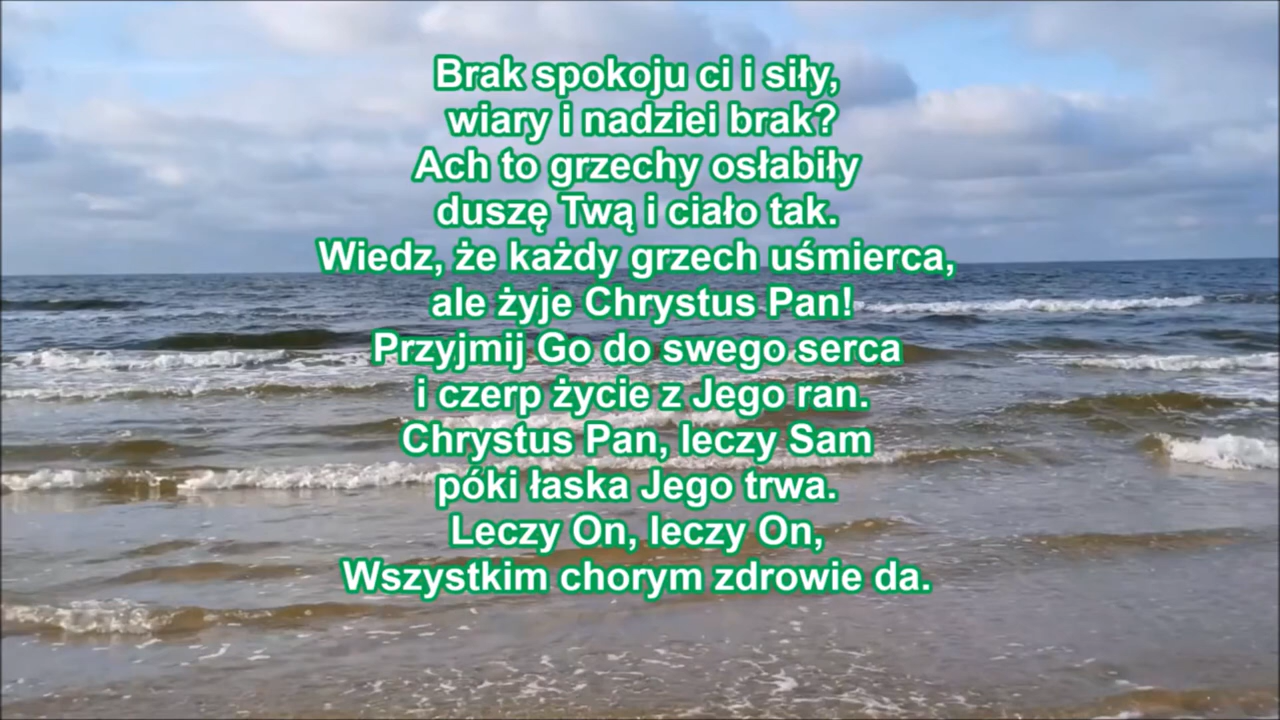 Brak spokoju ci i siły,
wiary i nadziei brak?
Ach to grzechy osłabiły
duszę Twą i ciało tak.
Wiedz, że każdy grzech uśmierca,
ale żyje Chrystus Pan!
Przyjmij Go do swego serca
i czerp życie z Jego ran.
Chrystus Pan, leczy Sam
póki łaska Jego trwa.
Leczy On, leczy On,
Wszystkim chorym zdrowie da.